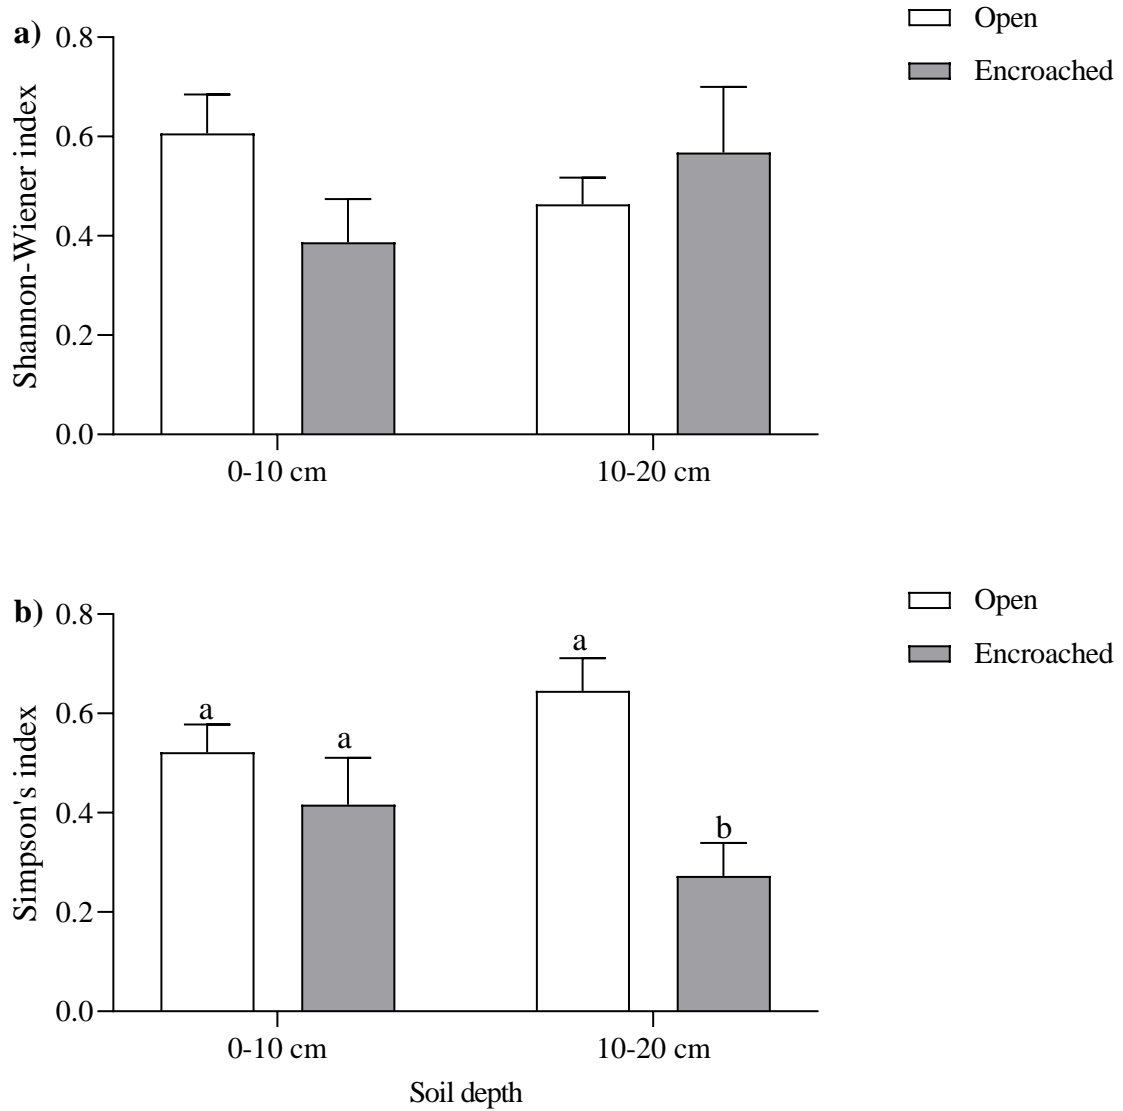 a)
Open
Encroached
0.8
0.6
0.4
0.2
0.0
Shannon-Wiener index
0-10 cm 10-20 cm
b)
Open
Encroached
0.8
0.6
0.4
0.2
0.0
Simpson's index
a
a
a
b
0-10 cm 10-20 cm
Soil depth